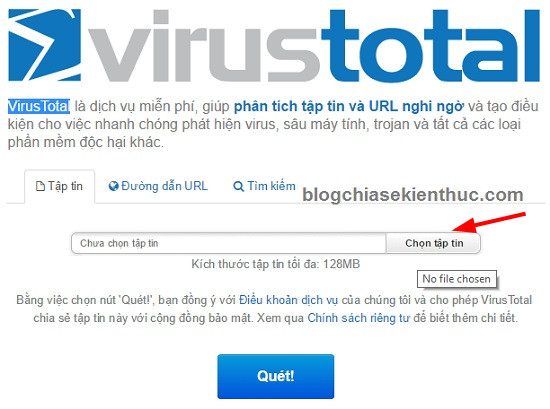 virustotal
VirusTotal là dịch vụ miễn phí, giúp phân tích tập tin và URL nghi ngờ và tạo điều
kiện cho việc nhanh chóng phát hiện virus, sâu máy tính, trojan và tất cả các loại
phần mềm độc hại khác.
Tập tin Đường dẫn URL Tìm kiếm
blogchiasekienthuc.com
Chưa chọn tập tin Chọn tập tin
Kích thước tập tin tối đa: 128MB
No file chosen
Bằng việc chọn nút 'Quét!', bạn đồng ý với Điều khoản dịch vụ của chúng tôi và cho phép VirusTotal
chia sẻ tập tin này với cộng đồng bảo mật. Xem qua Chính sách riêng tư để biết thêm chi tiết.
Quét!